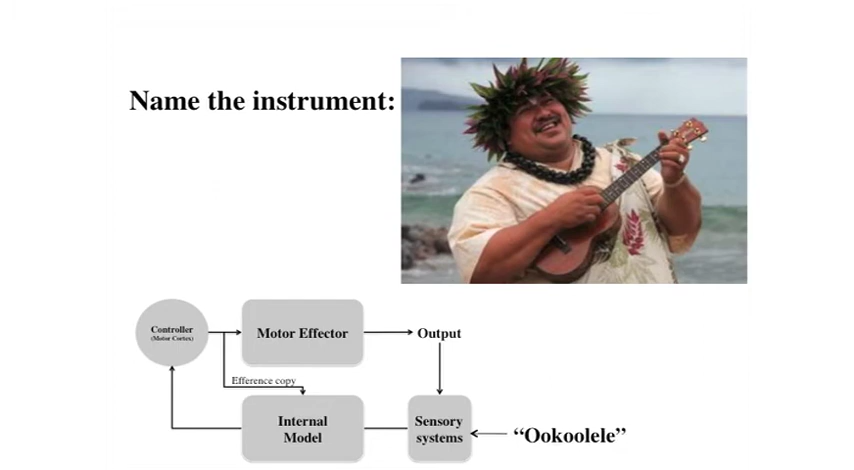 Name the instrument:
Controller
(Motor Cortex)
Motor Effector
Output
Efference copy
Internal
Model
Sensory
systems
“Ookoolele”